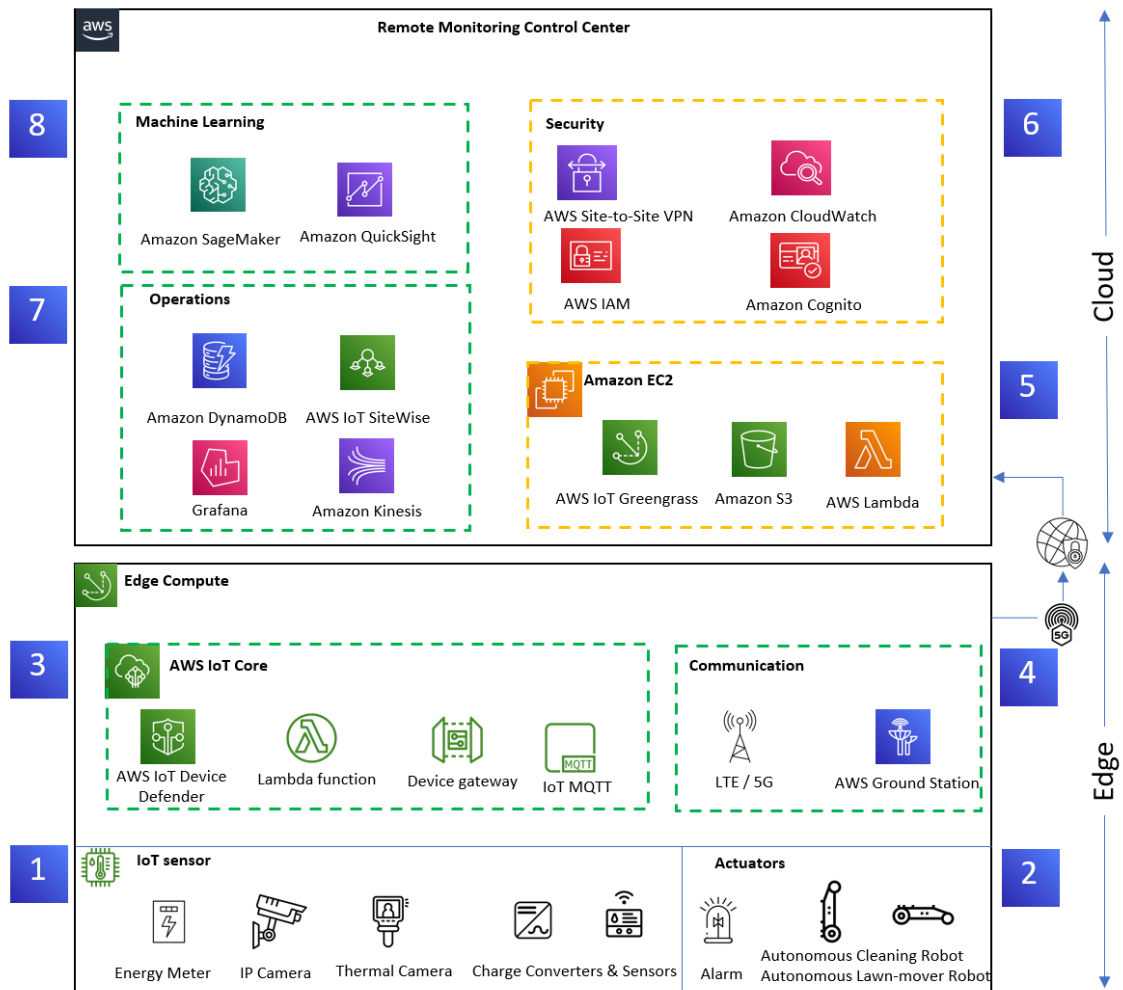 aws
Remote Monitoring Control Center
8
Machine Learning
Amazon SageMaker
Amazon QuickSight
Security
AWS Site-to-Site VPN
Amazon CloudWatch
AWS IAM
Amazon Cognito
6
7
Operations
Amazon DynamoDB
AWS IoT SiteWise
Grafana
Amazon Kinesis
Amazon EC2
AWS IoT Greengrass
Amazon S3
AWS Lambda
5
Cloud
Edge Compute
3
AWS IoT Core
AWS IoT Device
Defender
Lambda function
Device gateway
MQTT
IoT MQTT
Communication
LTE / 5G
AWS Ground Station
5G
4
Edge
1
IoT sensor
Energy Meter
IP Camera
Thermal Camera
Charge Converters & Sensors
Actuators
Alarm
Autonomous Cleaning Robot
Autonomous Lawn-mover Robot
2